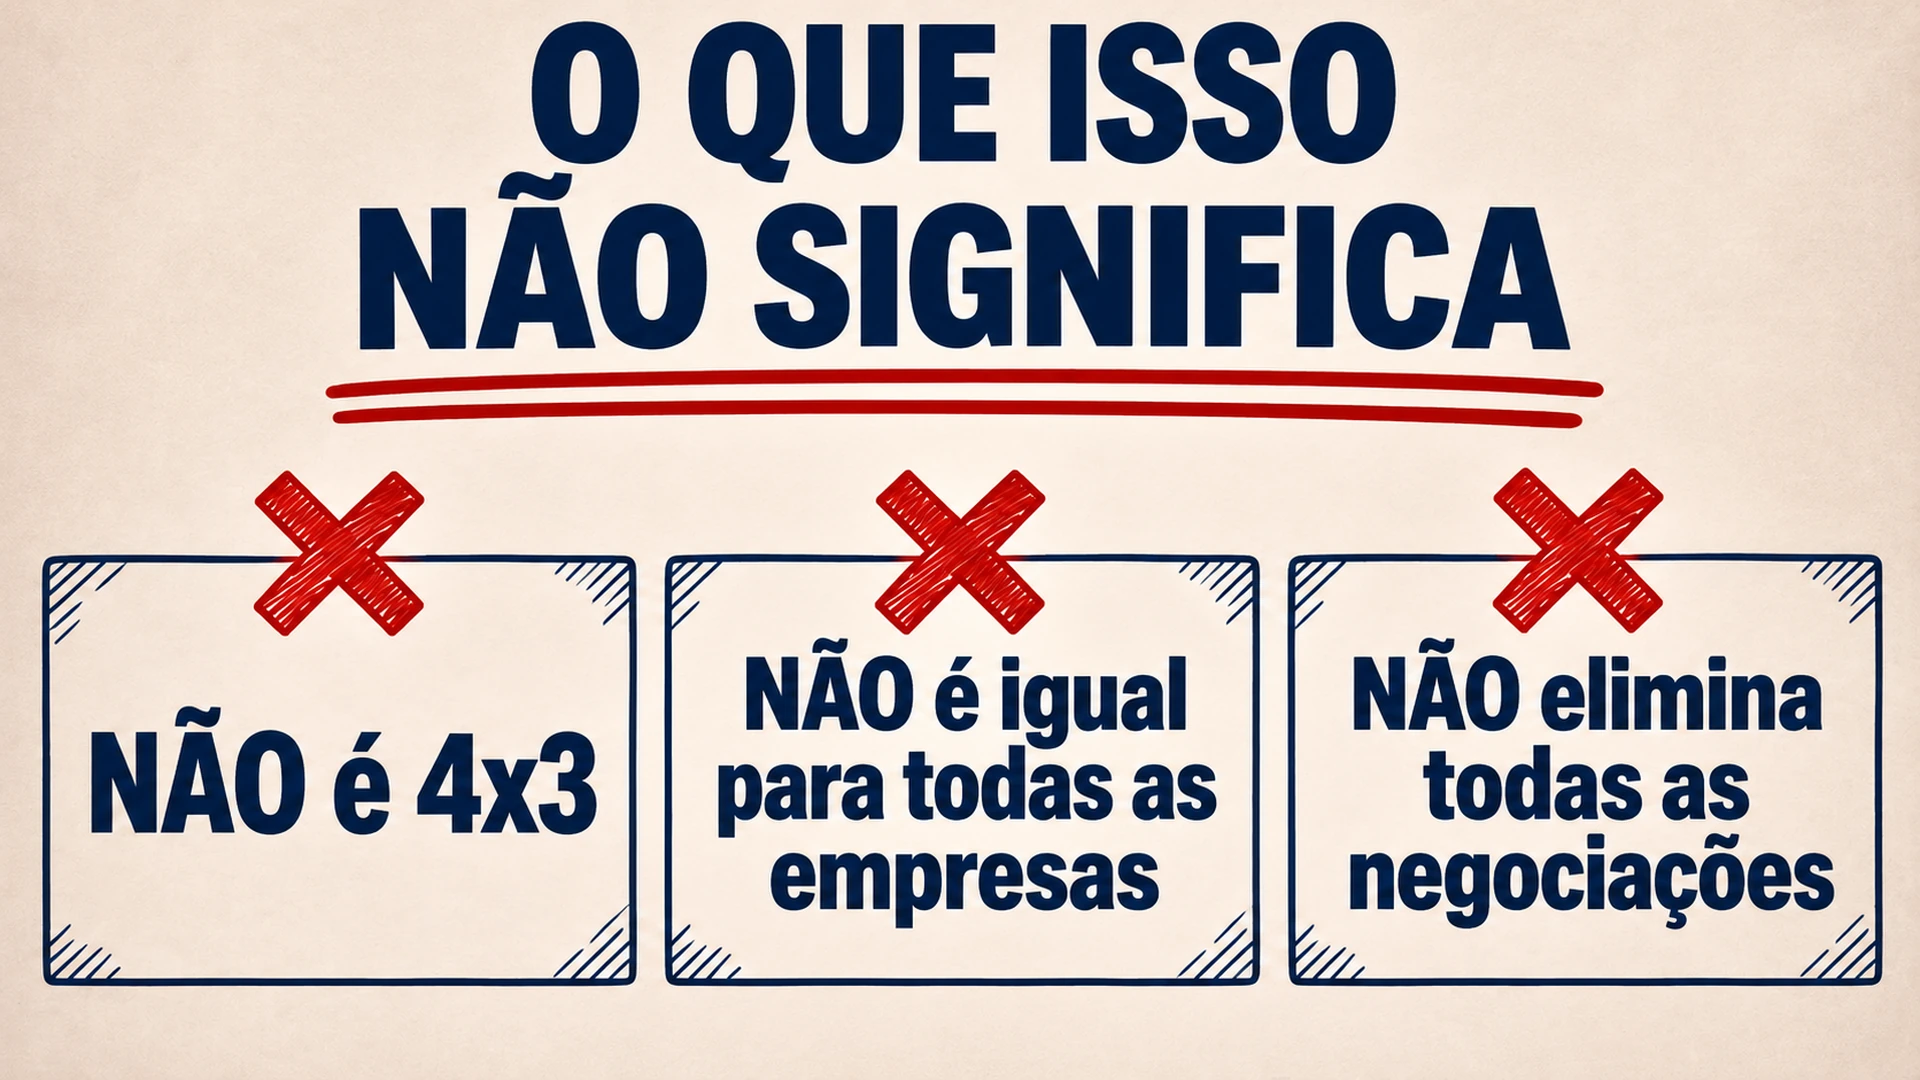 O QUE ISSO
NÃO SIGNIFICA
NÃO é 4x3
NÃO é igual
para todas as
empresas
NÃO elimina
todas as
negociações